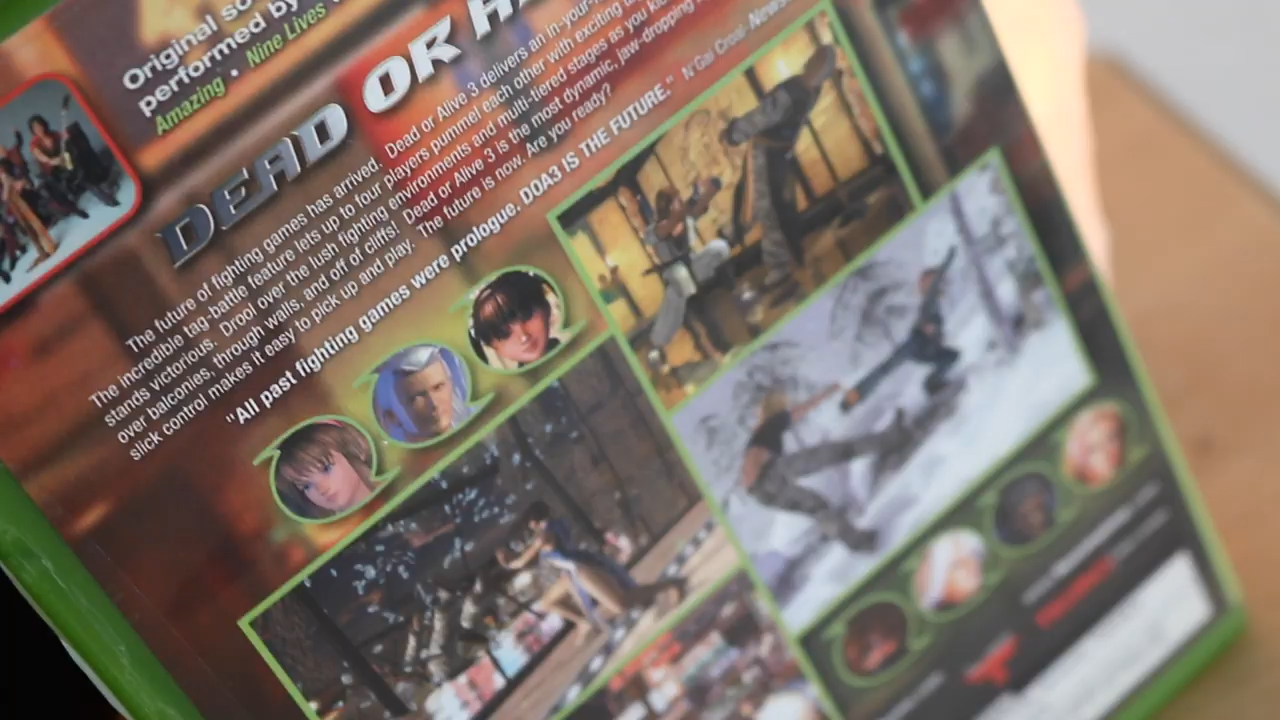 Original so
performed by
Amazing • Nine Lives
DEAD OR
The future of fighting games has arrived. Dead or Alive 3 delivers an in-your-
The incredible tag-battle feature lets up to four players pummel each other with exciting
stands victorious. Drool over the lush fighting environments and multi-tiered stages as you
over balconies, through walls, and off of cliffs! Dead or Alive 3 is the most dynamic, jaw-dropping
slick control makes it easy to pick up and play. The future is now. Are you ready?
"All past fighting games were prologue. DOA3 IS THE FUTURE." N'Gai Croal-News